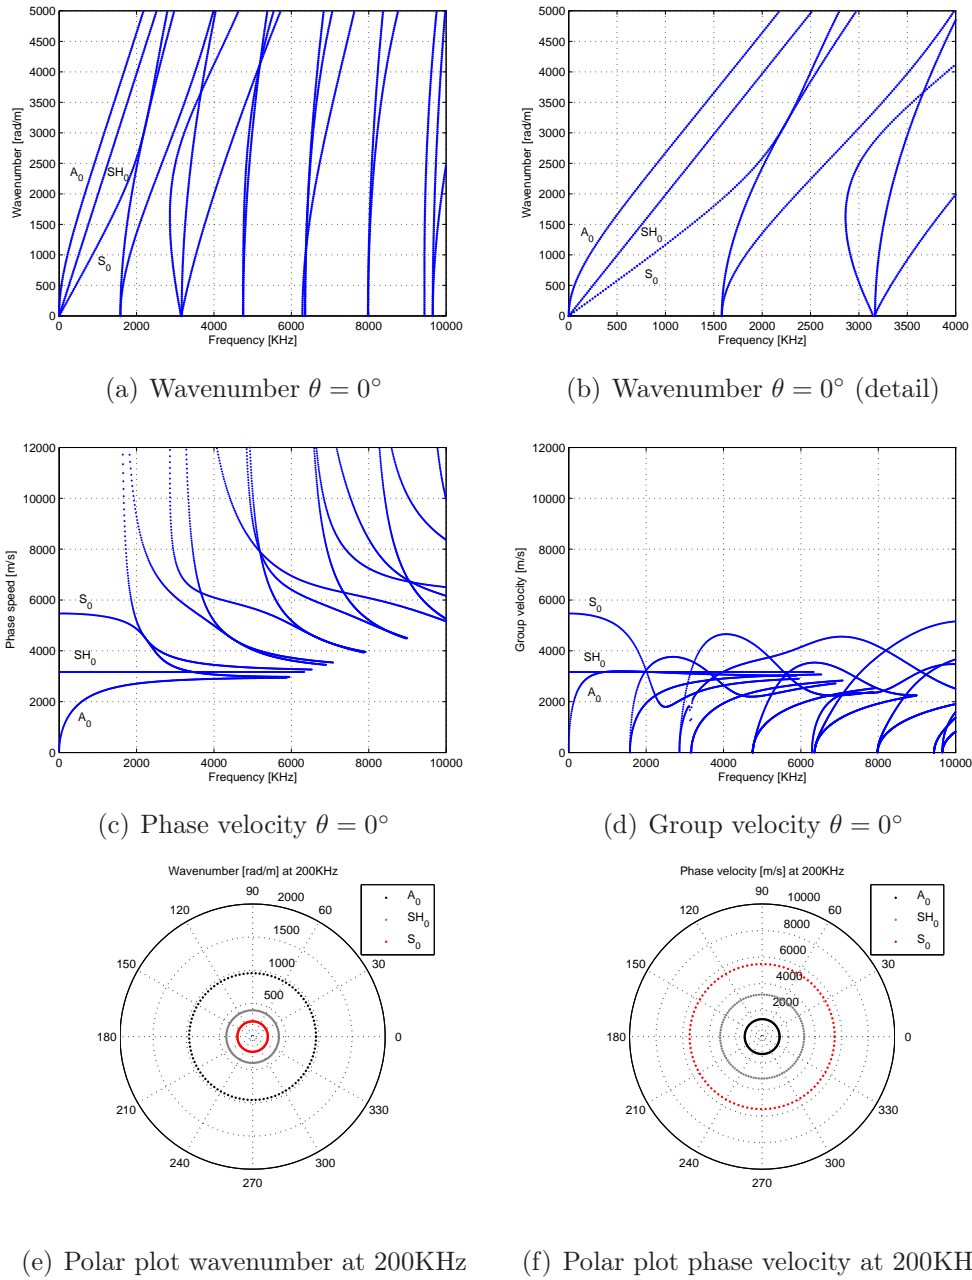 5000
4500
4000
3500
3000
2500
2000
1500
1000
500
0
Wavenumber [rad/m]
A0
SH0
S0
0 2000 4000 6000 8000 10000
Frequency [KHz]
(a) Wavenumber θ = 0°
5000
4500
4000
3500
3000
2500
2000
1500
1000
500
0
Wavenumber [rad/m]
A0
SH0
S0
0 500 1000 1500 2000 2500 3000 3500 4000
Frequency [KHz]
(b) Wavenumber θ = 0° (detail)
12000
10000
8000
6000
4000
2000
0
Phase speed [m/s]
S0
SH0
A0
0 2000 4000 6000 8000 10000
Frequency [KHz]
(c) Phase velocity θ = 0°
12000
10000
8000
6000
4000
2000
0
Group velocity [m/s]
S0
SH0
A0
0 2000 4000 6000 8000 10000
Frequency [KHz]
(d) Group velocity θ = 0°
Wavenumber [rad/m] at 200KHz
90
2000
120
60
1500
150
1000
30
500
180
0
210
330
240
300
270
A0
SH0
S0
(e) Polar plot wavenumber at 200KHz
Phase velocity [m/s] at 200KHz
90
10000
120
60
8000
6000
150
4000
30
2000
180
0
210
330
240
300
270
A0
SH0
S0
(f) Polar plot phase velocity at 200KH